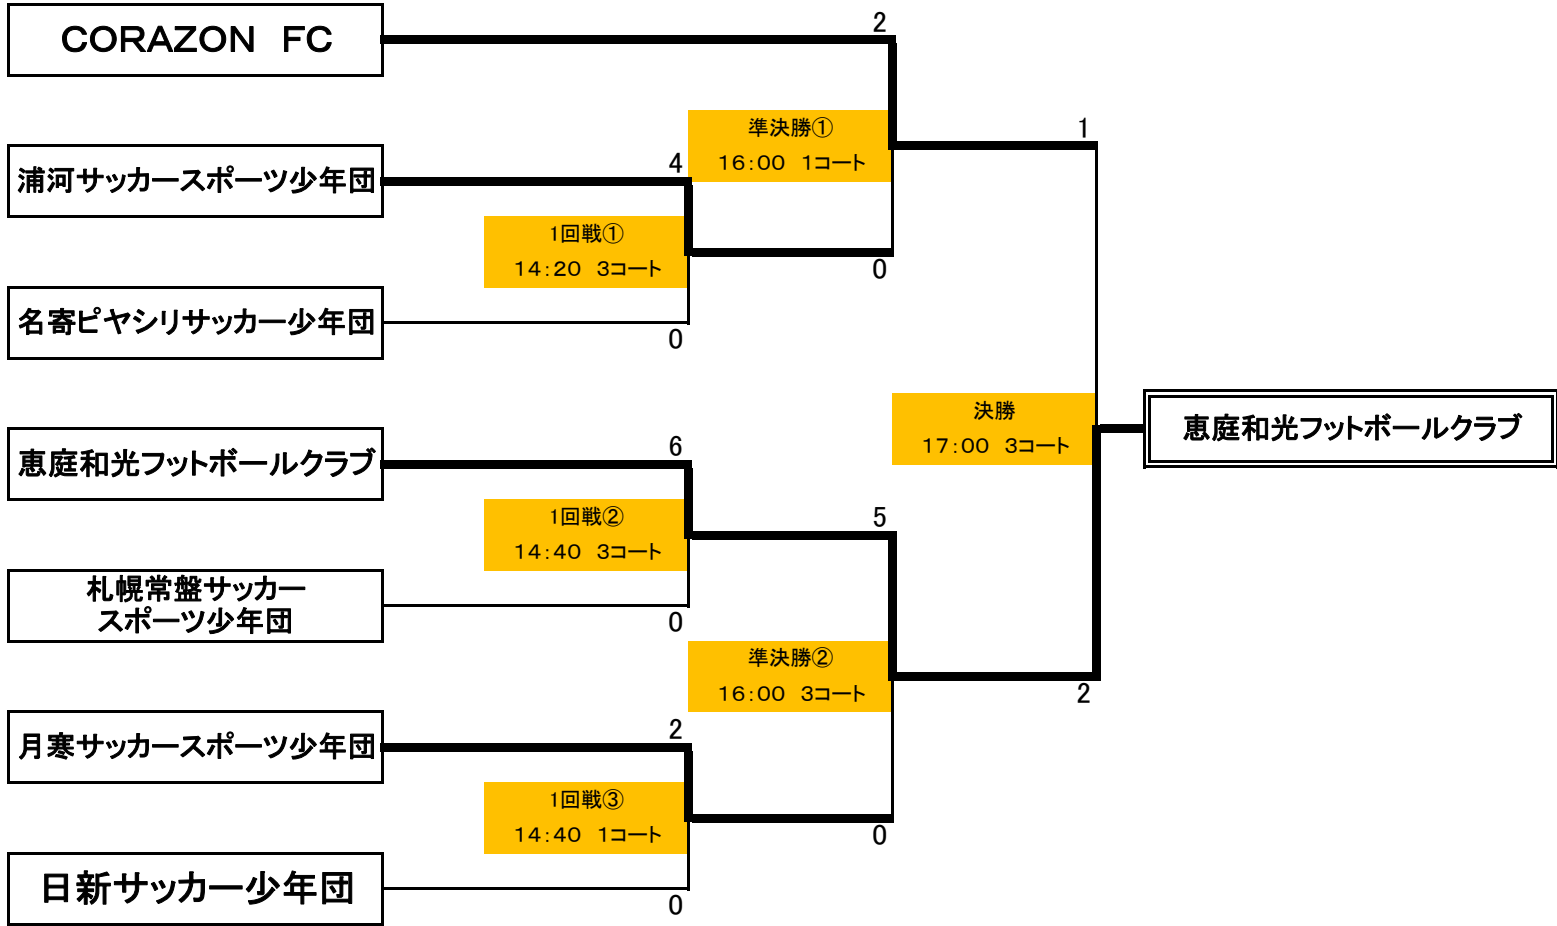 CORAZON FC
2
準決勝①
16:00 1コート
1
浦河サッカースポーツ少年団
4
1回戦①
14:20 3コート
0
名寄ピヤシリサッカー少年団
0
決勝
17:00 3コート
恵庭和光フットボールクラブ
恵庭和光フットボールクラブ
6
1回戦②
14:40 3コート
5
札幌常盤サッカー
スポーツ少年団
0
準決勝②
16:00 3コート
2
月寒サッカースポーツ少年団
2
1回戦③
14:40 1コート
0
日新サッカー少年団
0